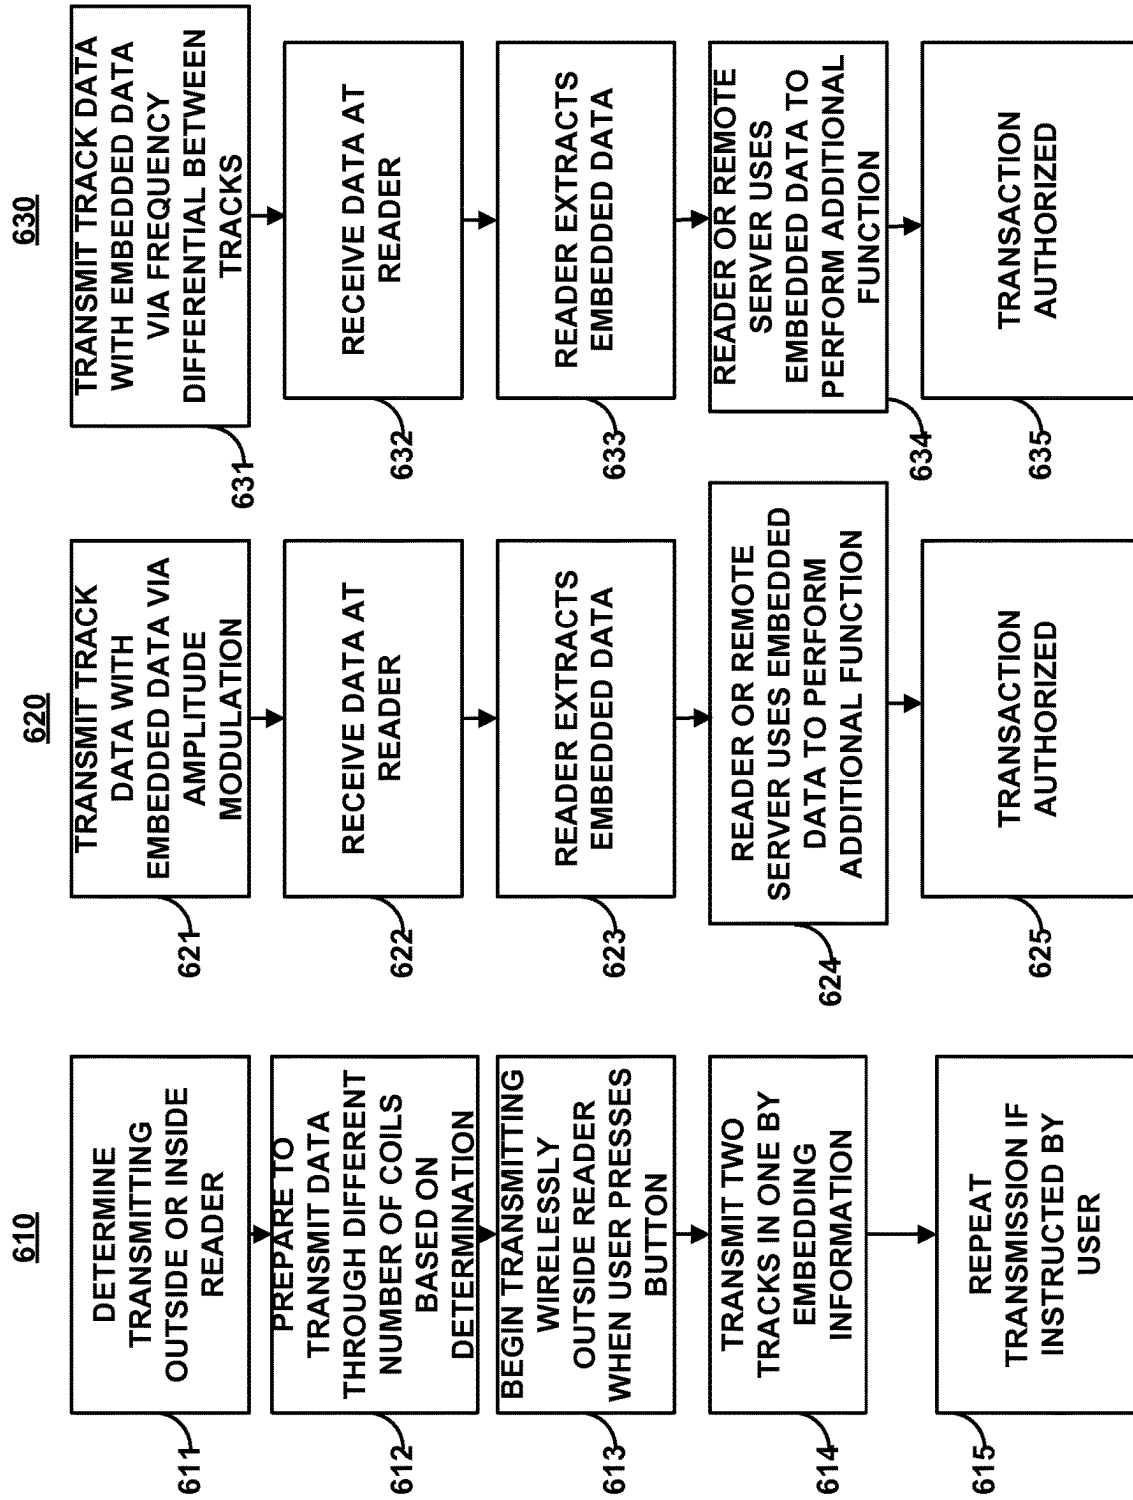 610
DETERMINE
TRANSMITTING
OUTSIDE OR INSIDE
READER
611
PREPARE TO
TRANSMIT DATA
THROUGH DIFFERENT
NUMBER OF COILS
BASED ON
DETERMINATION
612
BEGIN TRANSMITTING
WIRELESSLY
OUTSIDE READER
WHEN USER PRESSES
BUTTON
613
TRANSMIT TWO
TRACKS IN ONE BY
EMBEDDING
INFORMATION
614
REPEAT
TRANSMISSION IF
INSTRUCTED BY
USER
615
620
TRANSMIT TRACK
DATA WITH
EMBEDDED DATA VIA
AMPLITUDE
MODULATION
621
RECEIVE DATA AT
READER
622
READER EXTRACTS
EMBEDDED DATA
623
READER OR REMOTE
SERVER USES EMBEDDED
DATA TO PERFORM
ADDITIONAL FUNCTION
624
TRANSACTION
AUTHORIZED
625
630
TRANSMIT TRACK DATA
WITH EMBEDDED DATA
VIA FREQUENCY
DIFFERENTIAL BETWEEN
TRACKS
631
RECEIVE DATA AT
READER
632
READER EXTRACTS
EMBEDDED DATA
633
READER OR REMOTE
SERVER USES
EMBEDDED DATA TO
PERFORM ADDITIONAL
FUNCTION
634
TRANSACTION
AUTHORIZED
635